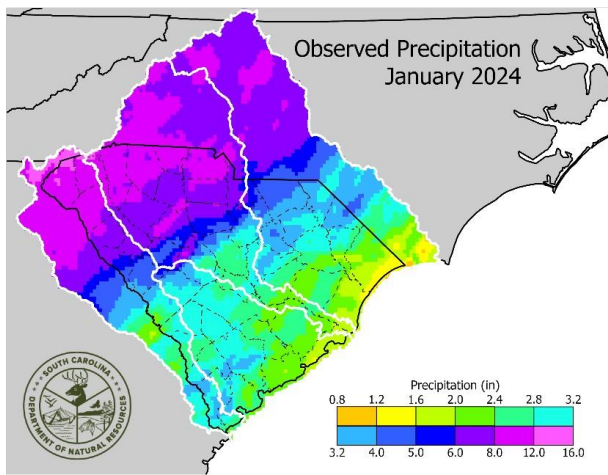 Observed Precipitation
January 2024
SOUTH CAROLINA
DEPARTMENT OF NATURAL RESOURCES
Precipitation (in)
0.8 1.2 1.6 2.0 2.4 2.8 3.2
3.2 4.0 5.0 6.0 8.0 12.0 16.0